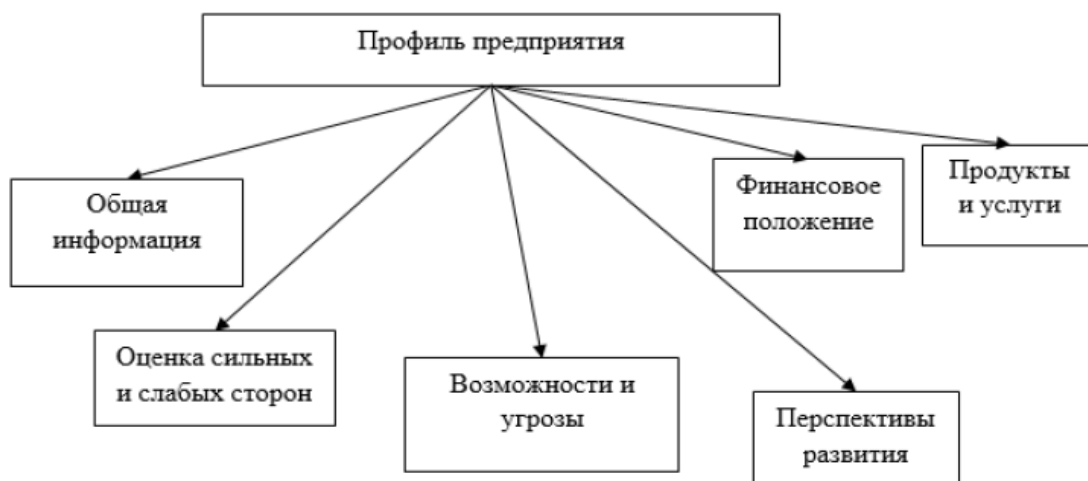 Профиль предприятия
Общая
информация
Финансовое
положение
Продукты
и услуги
Оценка сильных
и слабых сторон
Возможности и
угрозы
Перспективы
развития